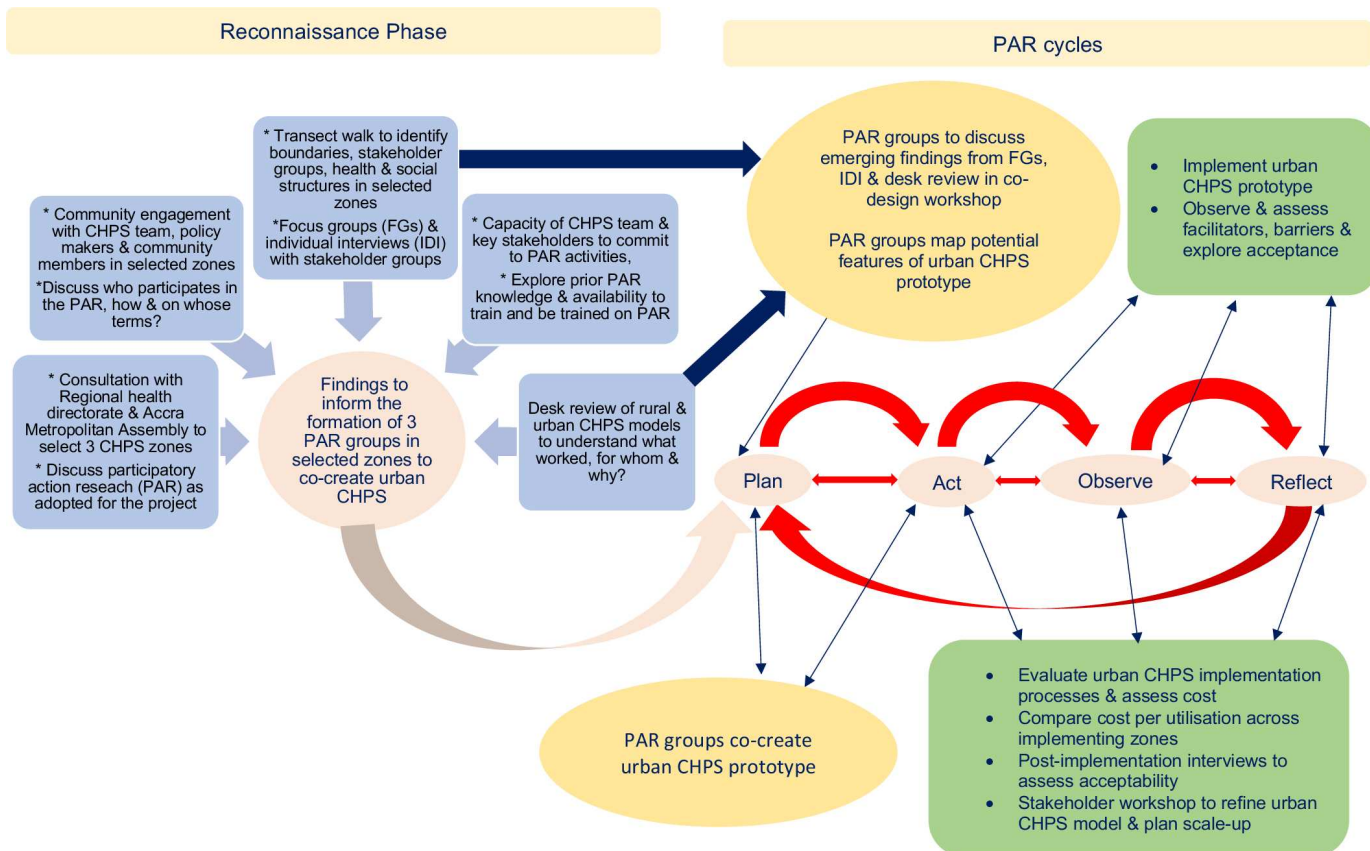 Reconnaissance Phase
PAR cycles
* Transect walk to identify
boundaries, stakeholder
groups, health & social
structures in selected
zones
*Focus groups (FGs) &
individual interviews (IDI)
with stakeholder groups
* Community engagement
with CHPS team, policy
makers & community
members in selected zones
*Discuss who participates in
the PAR, how & on whose
terms?
* Capacity of CHPS team &
key stakeholders to commit
to PAR activities,
* Explore prior PAR
knowledge & availability to
train and be trained on PAR
* Consultation with
Regional health
directorate & Accra
Metropolitan Assembly to
select 3 CHPS zones
* Discuss participatory
action reseach (PAR) as
adopted for the project
Findings to
inform the
formation of 3
PAR groups in
selected zones to
co-create urban
CHPS
Desk review of rural &
urban CHPS models
to understand what
worked, for whom &
why?
PAR groups to discuss
emerging findings from FGs,
IDI & desk review in co-
design workshop
PAR groups map potential
features of urban CHPS
prototype
• Implement urban
CHPS prototype
• Observe & assess
facilitators, barriers &
explore acceptance
Plan
Act
Observe
Reflect
PAR groups co-create
urban CHPS prototype
• Evaluate urban CHPS implementation
processes & assess cost
• Compare cost per utilisation across
implementing zones
• Post-implementation interviews to
assess acceptability
• Stakeholder workshop to refine urban
CHPS model & plan scale-up